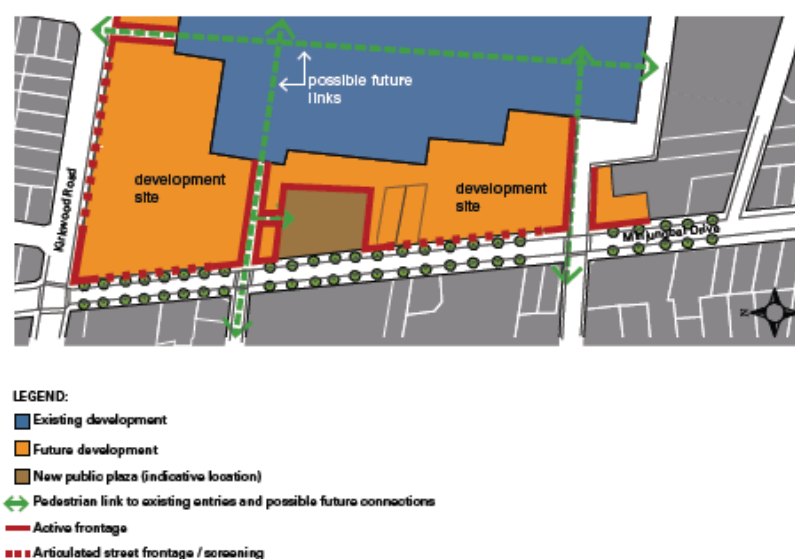 possible future
links
development
site
development
site
Kirkwood Road
Minjungbal Drive
N
LEGEND:
Existing development
Future development
New public plaza (indicative location)
Pedestrian link to existing entries and possible future connections
Active frontage
Articulated street frontage / screening